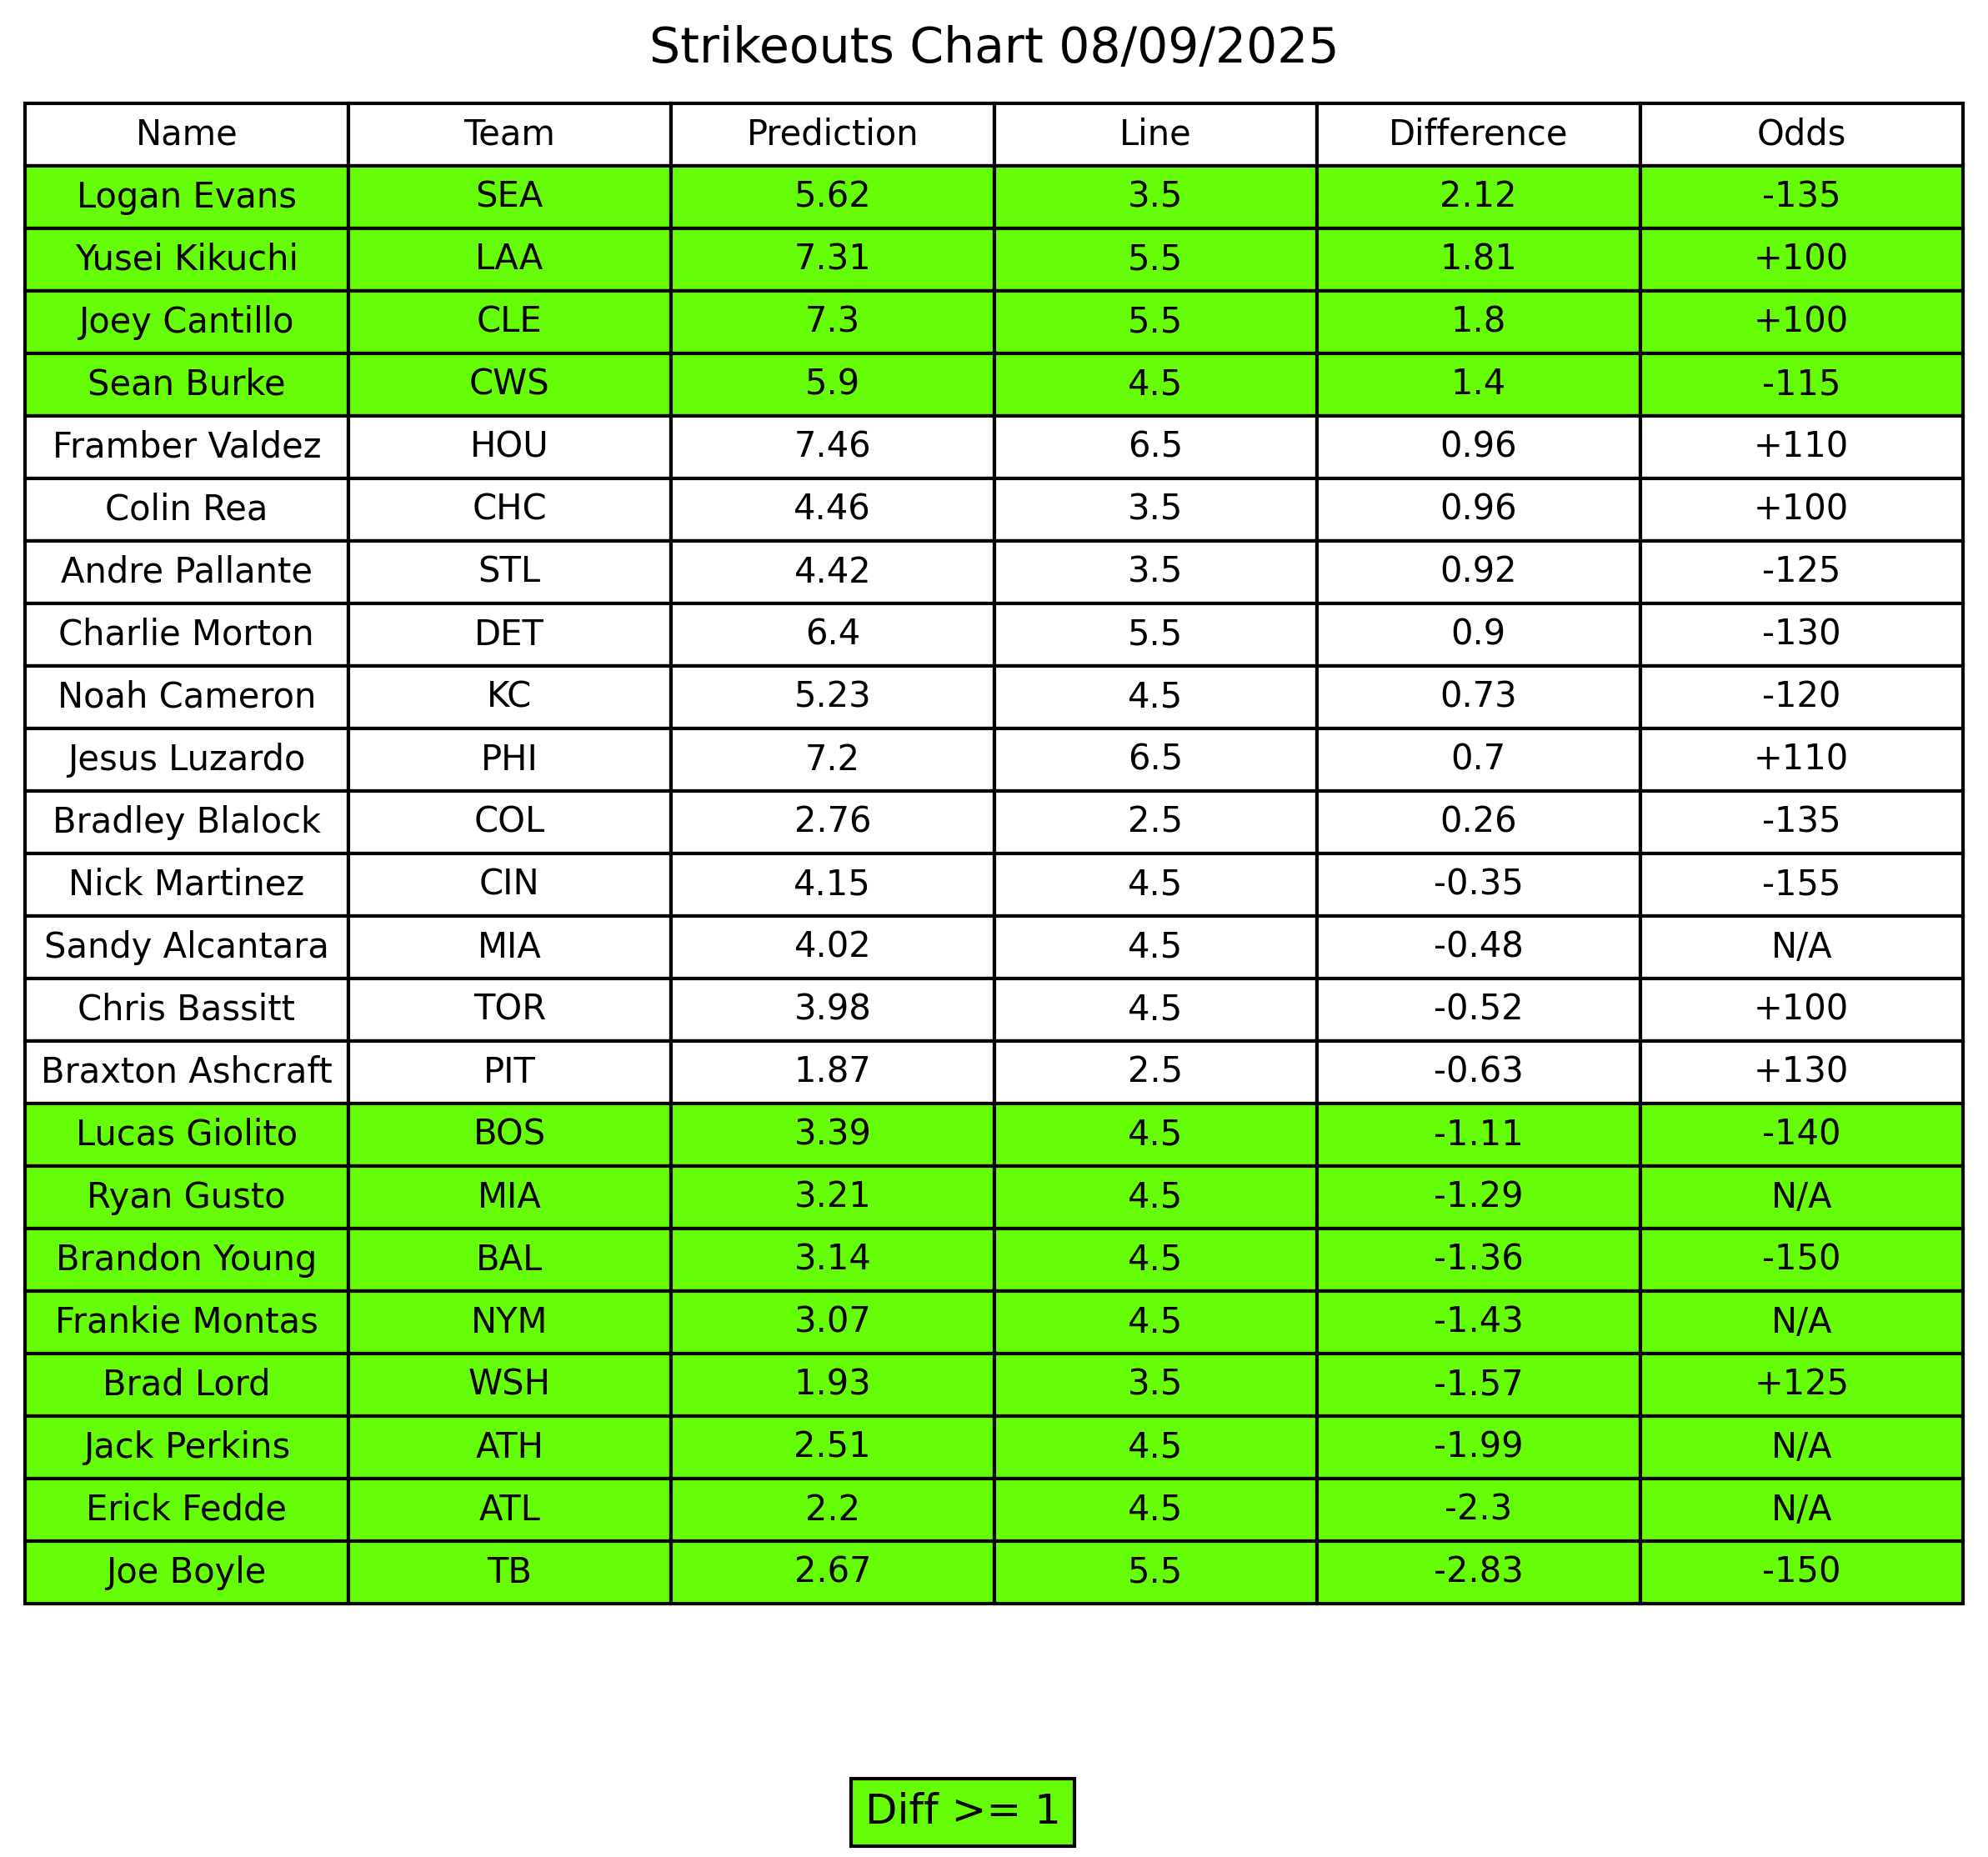 Strikeouts Chart 08/09/2025
Name Team Prediction Line Difference Odds
Logan Evans SEA 5.62 3.5 2.12 -135
Yusei Kikuchi LAA 7.31 5.5 1.81 +100
Joey Cantillo CLE 7.3 5.5 1.8 +100
Sean Burke CWS 5.9 4.5 1.4 -115
Framber Valdez HOU 7.46 6.5 0.96 +110
Colin Rea CHC 4.46 3.5 0.96 +100
Andre Pallante STL 4.42 3.5 0.92 -125
Charlie Morton DET 6.4 5.5 0.9 -130
Noah Cameron KC 5.23 4.5 0.73 -120
Jesus Luzardo PHI 7.2 6.5 0.7 +110
Bradley Blalock COL 2.76 2.5 0.26 -135
Nick Martinez CIN 4.15 4.5 -0.35 -155
Sandy Alcantara MIA 4.02 4.5 -0.48 N/A
Chris Bassitt TOR 3.98 4.5 -0.52 +100
Braxton Ashcraft PIT 1.87 2.5 -0.63 +130
Lucas Giolito BOS 3.39 4.5 -1.11 -140
Ryan Gusto MIA 3.21 4.5 -1.29 N/A
Brandon Young BAL 3.14 4.5 -1.36 -150
Frankie Montas NYM 3.07 4.5 -1.43 N/A
Brad Lord WSH 1.93 3.5 -1.57 +125
Jack Perkins ATH 2.51 4.5 -1.99 N/A
Erick Fedde ATL 2.2 4.5 -2.3 N/A
Joe Boyle TB 2.67 5.5 -2.83 -150
Diff >= 1